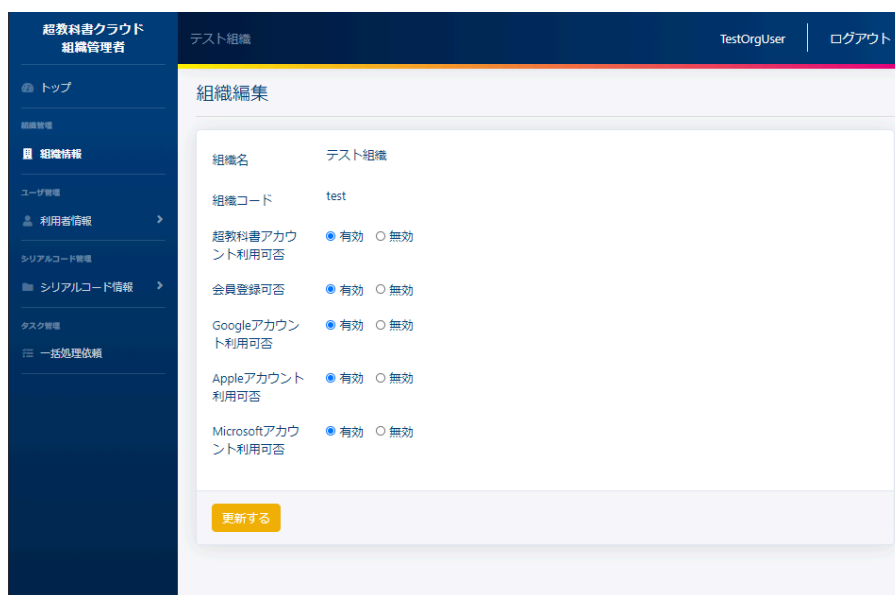 超教科書クラウド
組織管理者
テスト組織
TestOrgUser
ログアウト
トップ
組織管理
組織情報
ユーザ管理
利用者情報
シリアルコード管理
シリアルコード情報
タスク管理
一括処理依頼
組織編集
組織名
テスト組織
組織コード
test
超教科書アカウ
ント利用可否
有効 無効
会員登録可否
有効 無効
Googleアカウン
ト利用可否
有効 無効
Appleアカウント
利用可否
有効 無効
Microsoftアカウ
ント利用可否
有効 無効
更新する